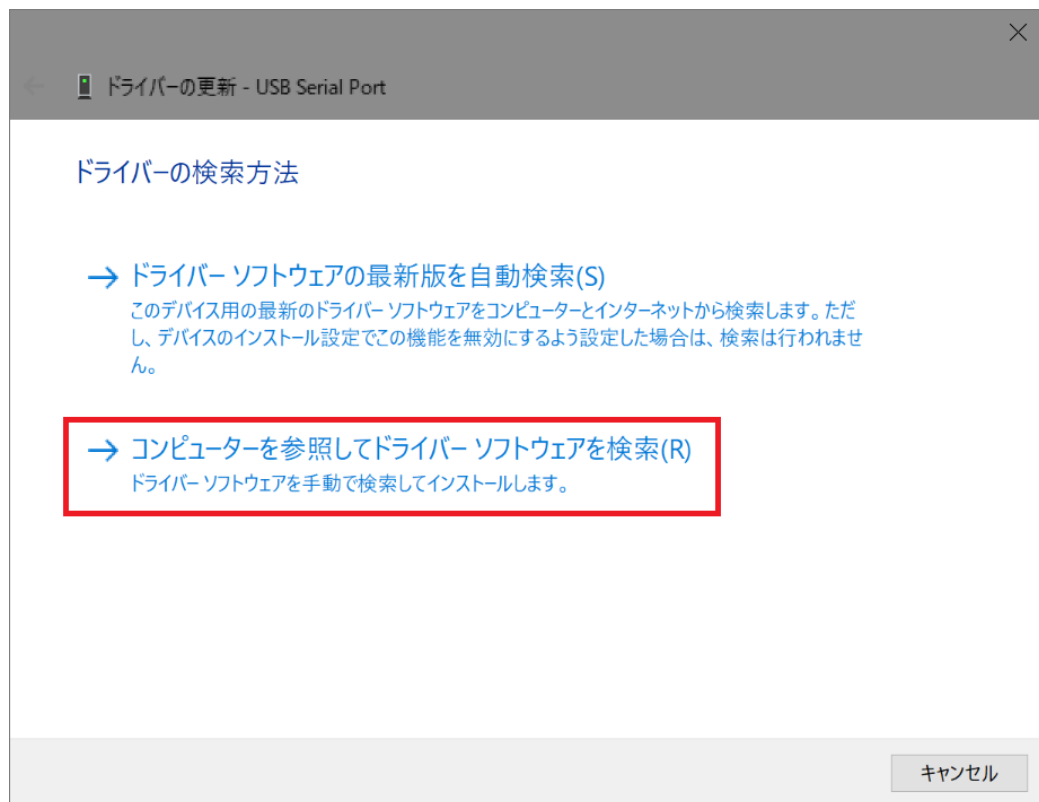 ドライバーの更新 - USB Serial Port
ドライバーの検索方法
ドライバー ソフトウェアの最新版を自動検索(S)
このデバイス用の最新のドライバー ソフトウェアをコンピューターとインターネットから検索します。ただ
し、デバイスのインストール設定でこの機能を無効にするよう設定した場合は、検索は行われませ
ん。
コンピューターを参照してドライバー ソフトウェアを検索(R)
ドライバー ソフトウェアを手動で検索してインストールします。
キャンセル